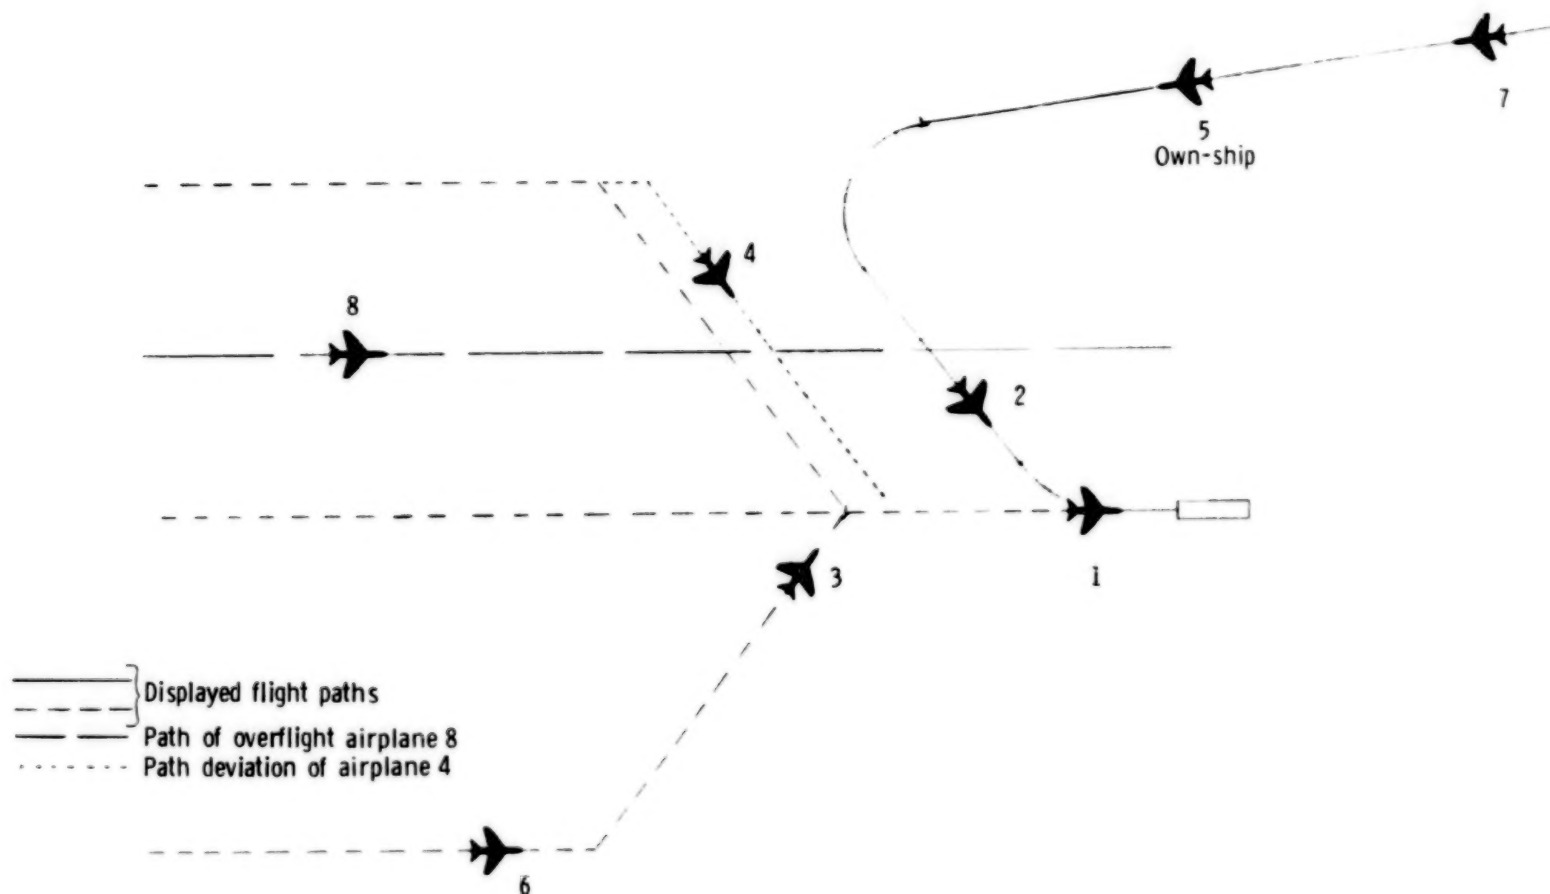 7
5
Own-ship
4
8
2
3
1
Displayed flight paths
Path of overflight airplane 8
Path deviation of airplane 4
6